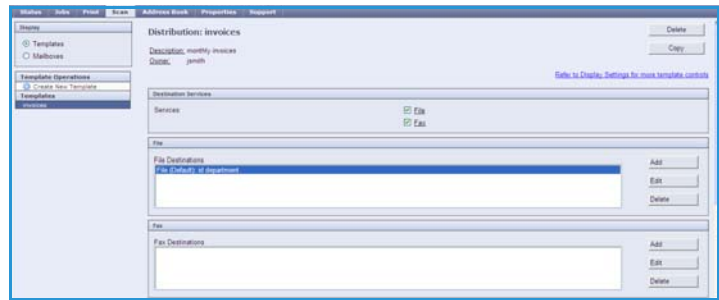 Status Jobs Print Scan Address Book Properties Support
Display
Templates
Mailboxes
Template Operations
Create New Template
Templates
invoices
Distribution: invoices
Delete
Description: monthly invoices
Copy
Owner: jsmith
Refer to Display Settings for more template controls
Destination Services
Services
File
Fax
File
File Destinations
File (Default): id department
Add
Edit
Delete
Fax
Fax Destinations
Add
Edit
Delete